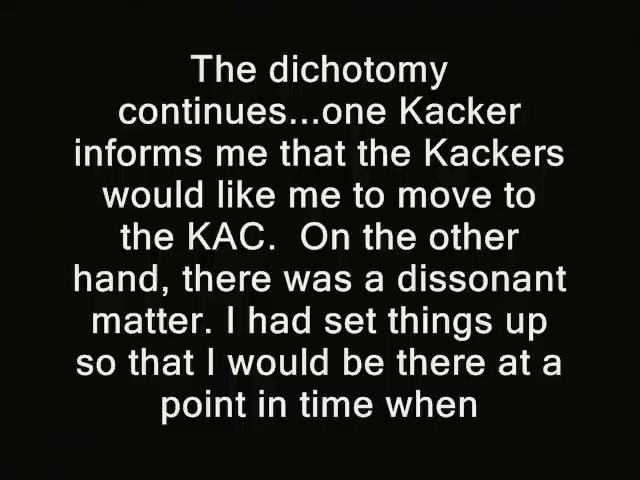 The dichotomy
continues...one Kacker
informs me that the Kackers
would like me to move to
the KAC.  On the other
hand, there was a dissonant
matter. I had set things up
so that I would be there at a
point in time when